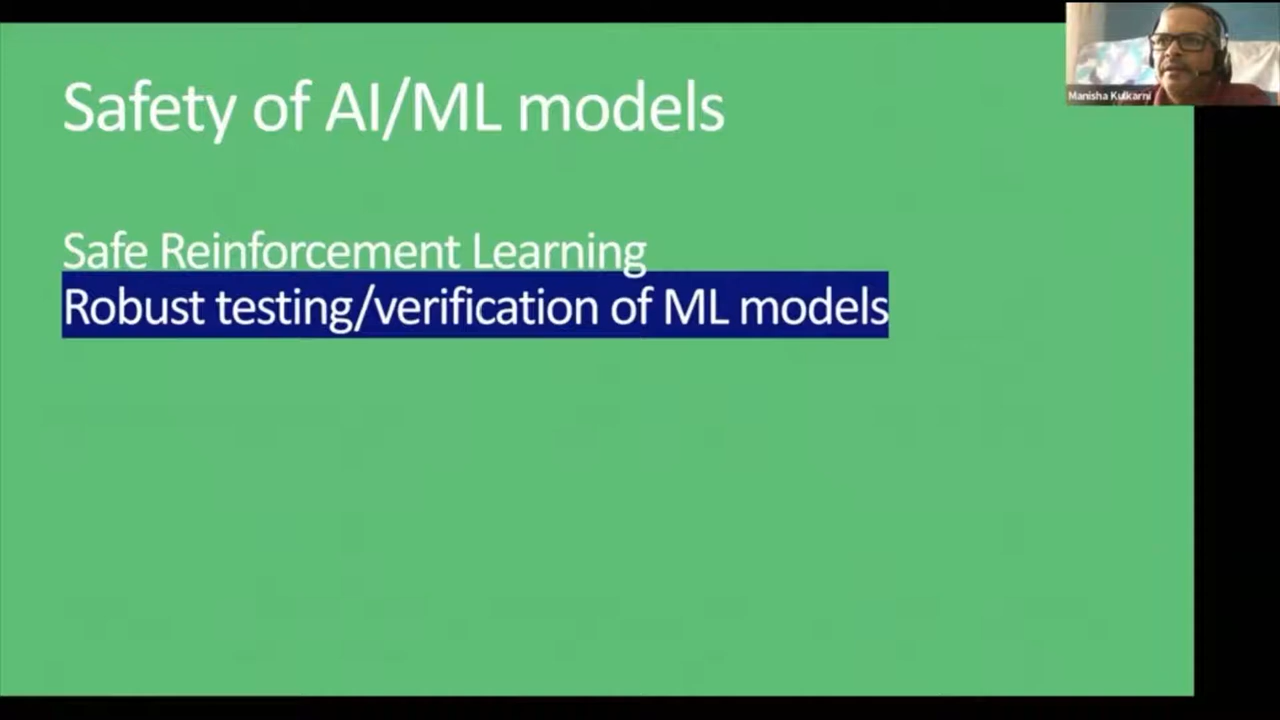 Safety of AI/ML models
Manisha Kulkarni
Safe Reinforcement Learning
Robust testing/verification of ML models